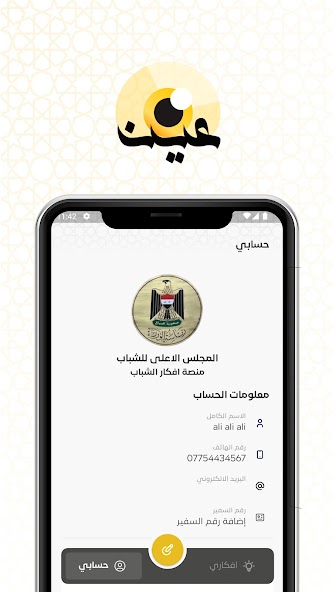 عين
11:42
حسابي
المجلس الاعلى للشباب
منصة افكار الشباب
معلومات الحساب
الاسم الكامل
ali ali ali
رقم الهاتف
07754434567
البريد الالكتروني
رقم السفير
إضافة رقم السفير
افكاري
حسابي